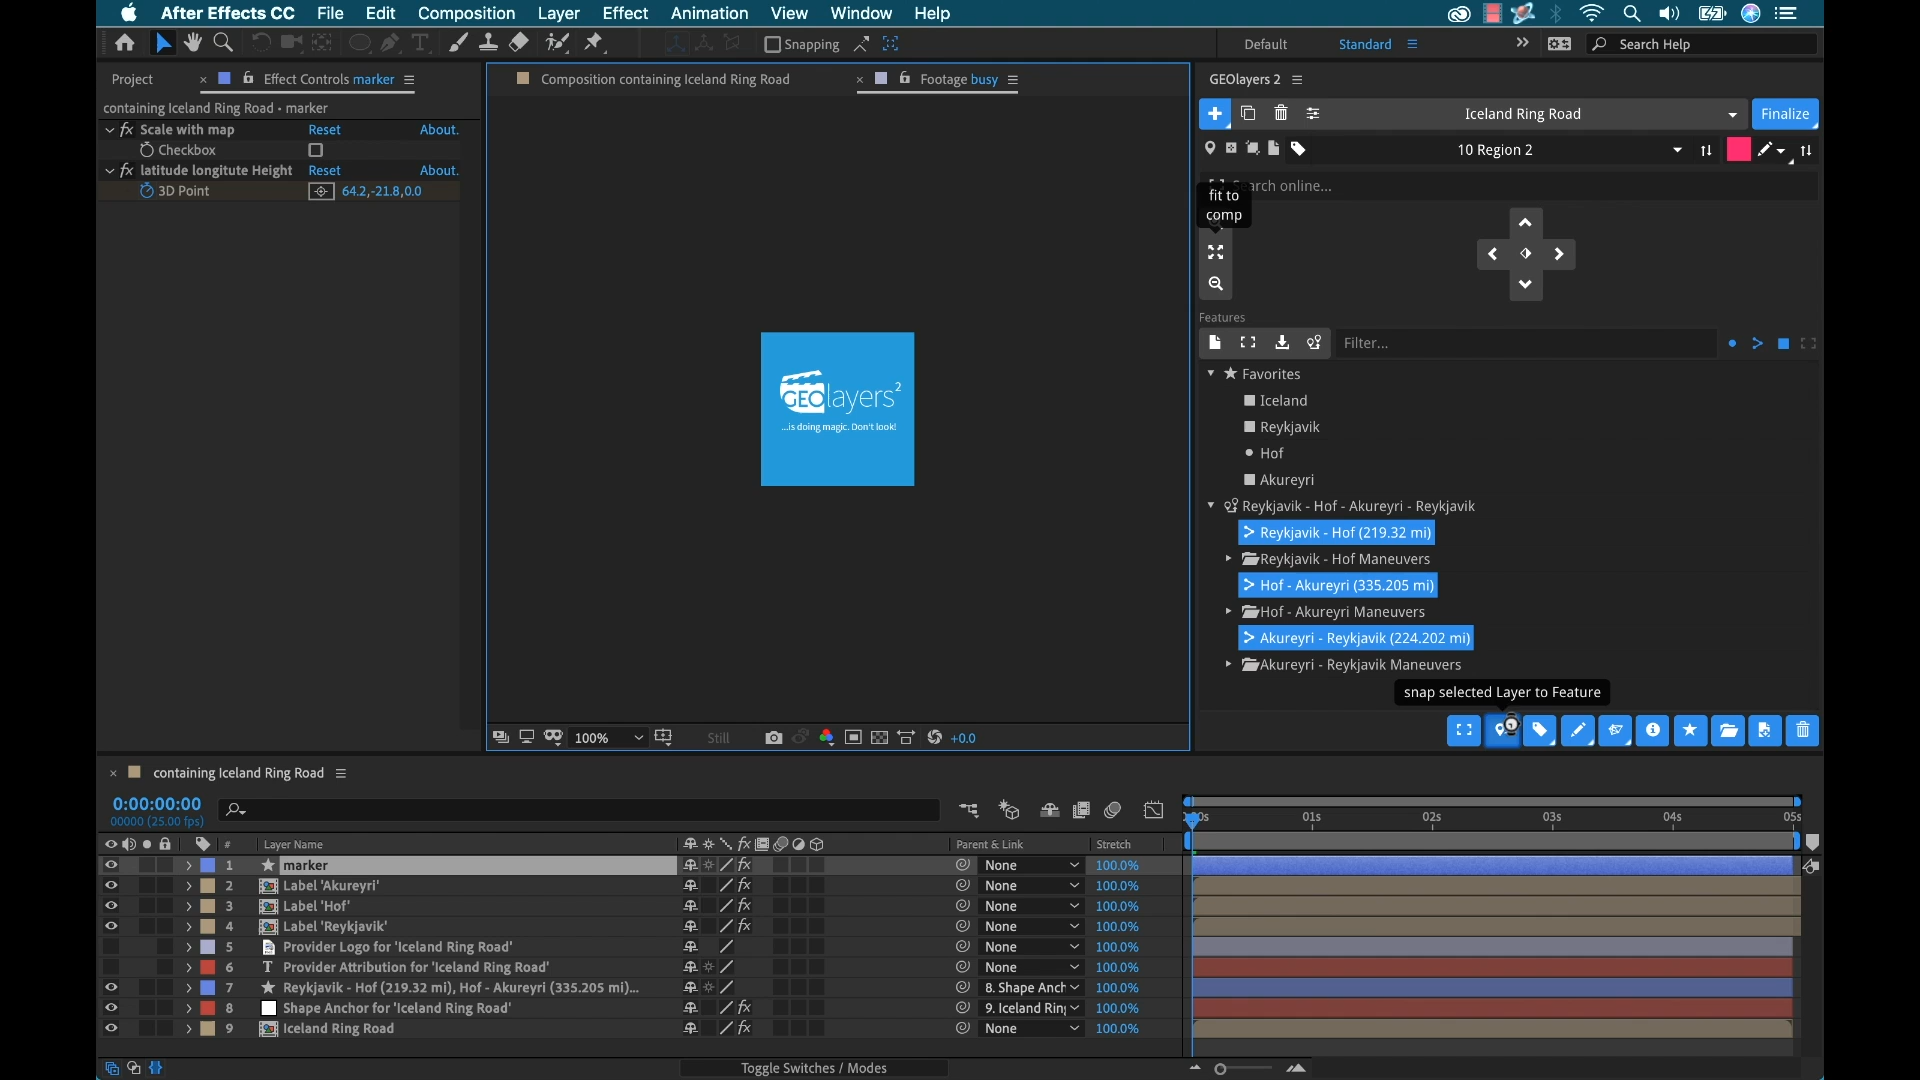 After Effects CC File Edit Composition Layer Effect Animation View Window Help
Snapping Default Standard Search Help
Project Effect Controls marker Composition containing Iceland Ring Road Footage busy GEOlayers 2
containing Iceland Ring Road • marker
Scale with map Reset About.
Checkbox
latitude longitute Height Reset About.
3D Point 64.2,-21.8,0.0
GEOlayers2
...is doing magic. Don't look!
100% Still +0.0
Iceland Ring Road Finalize
10 Region 2
Search online...
fit to
comp
Features
Filter...
Favorites
Iceland
Reykjavik
Hof
Akureyri
Reykjavik - Hof - Akureyri - Reykjavik
Reykjavik - Hof (219.32 mi)
Reykjavik - Hof Maneuvers
Hof - Akureyri (335.205 mi)
Hof - Akureyri Maneuvers
Akureyri - Reykjavik (224.202 mi)
Akureyri - Reykjavik Maneuvers
snap selected Layer to Feature
containing Iceland Ring Road
0:00:00:00
00000 (25.00 fps)
01s 02s 03s 04s 05s
# Layer Name Parent & Link Stretch
1 marker None 100.0%
2 Label 'Akureyri' None 100.0%
3 Label 'Hof' None 100.0%
4 Label 'Reykjavik' None 100.0%
5 Provider Logo for 'Iceland Ring Road' None 100.0%
6 T Provider Attribution for 'Iceland Ring Road' None 100.0%
7 Reykjavik - Hof (219.32 mi), Hof - Akureyri (335.205 mi)... 8. Shape Anch 100.0%
8 Shape Anchor for 'Iceland Ring Road' 9. Iceland Ring 100.0%
9 Iceland Ring Road None 100.0%
Toggle Switches / Modes